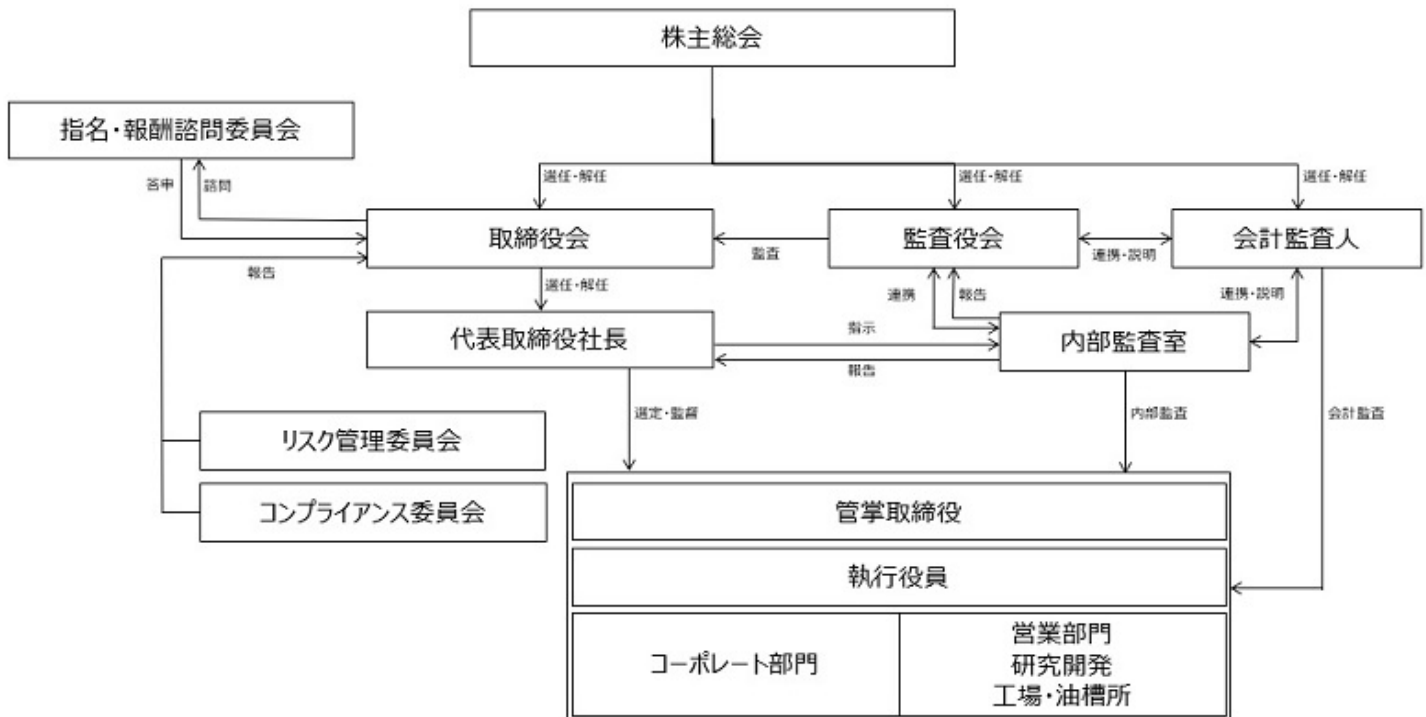 株主総会
指名・報酬諮問委員会
答申
諮問
選任・解任
選任・解任
選任・解任
取締役会
監査
監査役会
連携・説明
会計監査人
報告
選任・解任
連携
報告
連携・説明
代表取締役社長
指示
報告
内部監査室
選定・監督
内部監査
会計監査
リスク管理委員会
コンプライアンス委員会
管掌取締役
執行役員
コーポレート部門
営業部門
研究開発
工場・油槽所